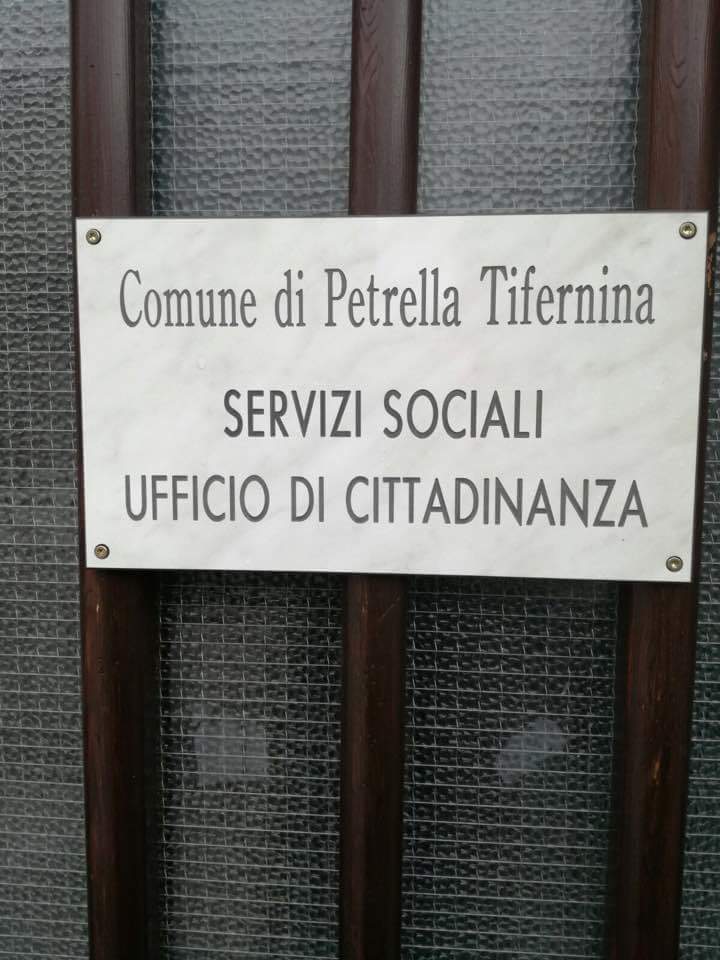 Comune di Petrella Tifernina
SERVIZI SOCIALI
UFFICIO DI CITTADINANZA